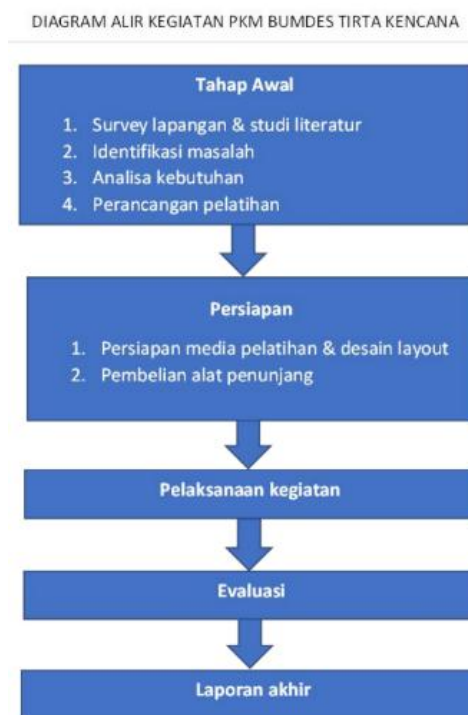 DIAGRAM ALIR KEGIATAN PKM BUMDES TIRTA KENCANA
Tahap Awal
1. Survey lapangan & studi literatur
2. Identifikasi masalah
3. Analisa kebutuhan
4. Perancangan pelatihan
Persiapan
1. Persiapan media pelatihan & desain layout
2. Pembelian alat penunjang
Pelaksanaan kegiatan
Evaluasi
Laporan akhir